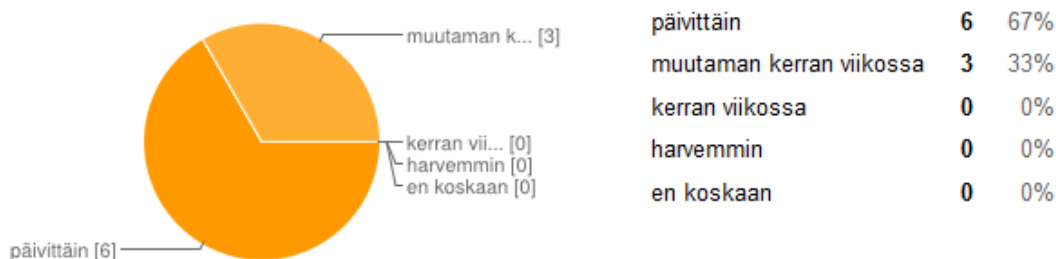 muutaman k... [3]
kerran vii... [0]
harvemmin [0]
en koskaan [0]
päivittäin [6]
päivittäin 6 67%
muutaman kerran viikossa 3 33%
kerran viikossa 0 0%
harvemmin 0 0%
en koskaan 0 0%